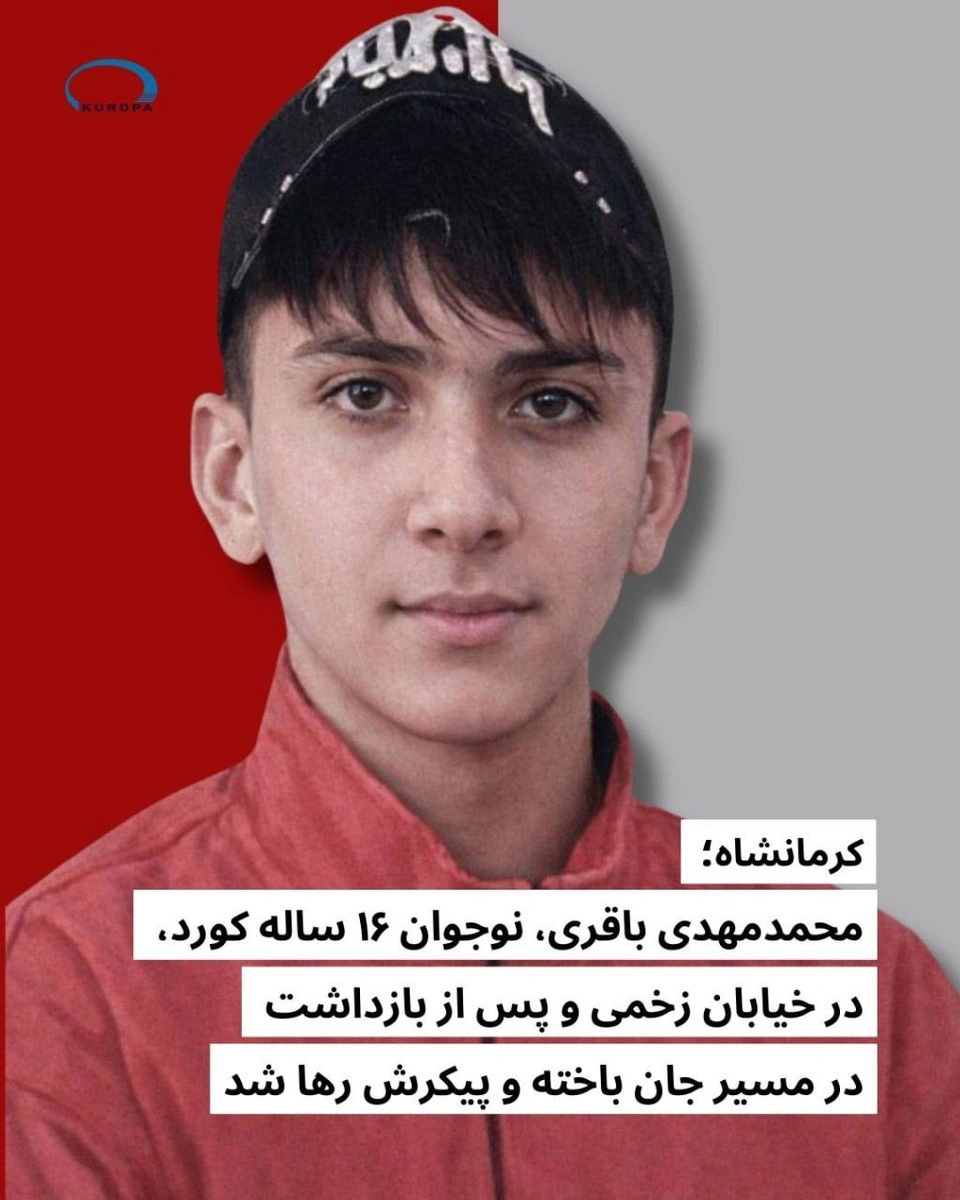 KURDPA
کرمانشاه؛
محمدمهدی باقری، نوجوان ۱۶ ساله کورد،
در خیابان زخمی و پس از بازداشت
در مسیر جان باخته و پیکرش رها شد